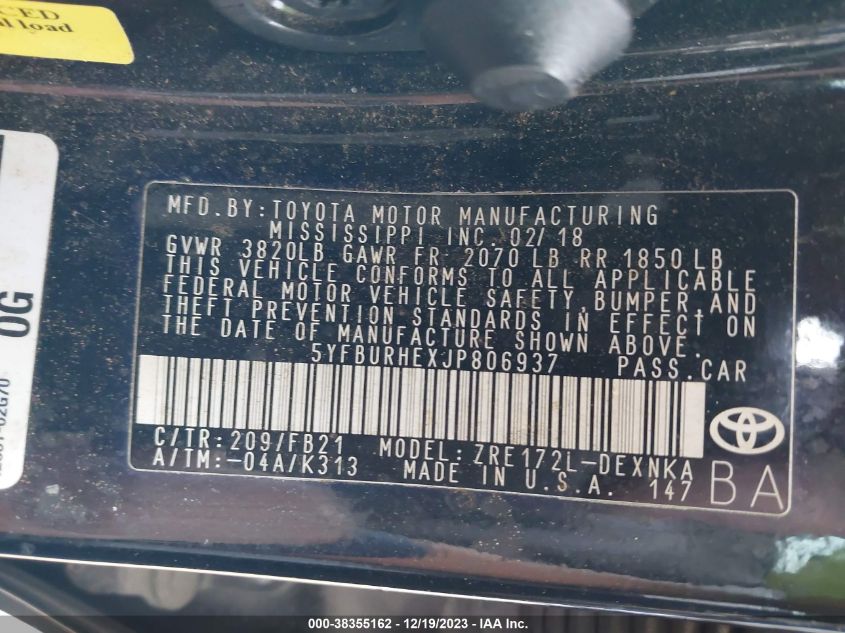 CED
l load
0G
MFD.BY:TOYOTA MOTOR MANUFACTURING
MISSISSIPPI INC. 02/18
GVWR 3820LB GAWR FR 2070 LB RR 1850 LB
THIS VEHICLE CONFORMS TO ALL APPLICABLE
FEDERAL MOTOR VEHICLE SAFETY, BUMPER, AND
THEFT PREVENTION STANDARDS IN EFFECT ON
THE DATE OF MANUFACTURE SHOWN ABOVE.
5YFBURHEXJP806937 PASS.CAR
C/TR: 209/FB21 MODEL: ZRE172L-DEXNKA
A/TM:-04A/K313 MADE IN U.S.A. 147 BA
000-38355162 - 12/19/2023 - IAA Inc.